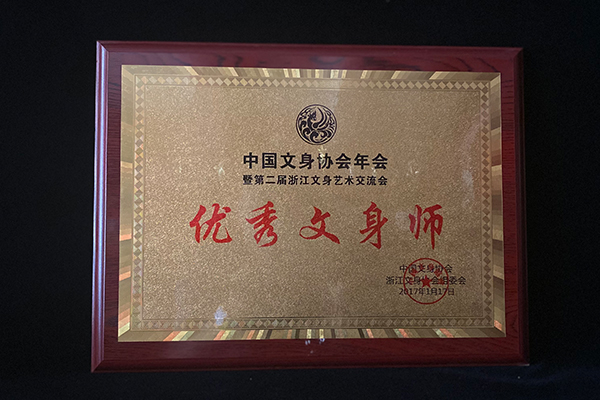 中国文身协会年会
暨第二届浙江文身艺术交流会
优秀文身师
中国文身协会
浙江文身协会组委会
2017年1月17日